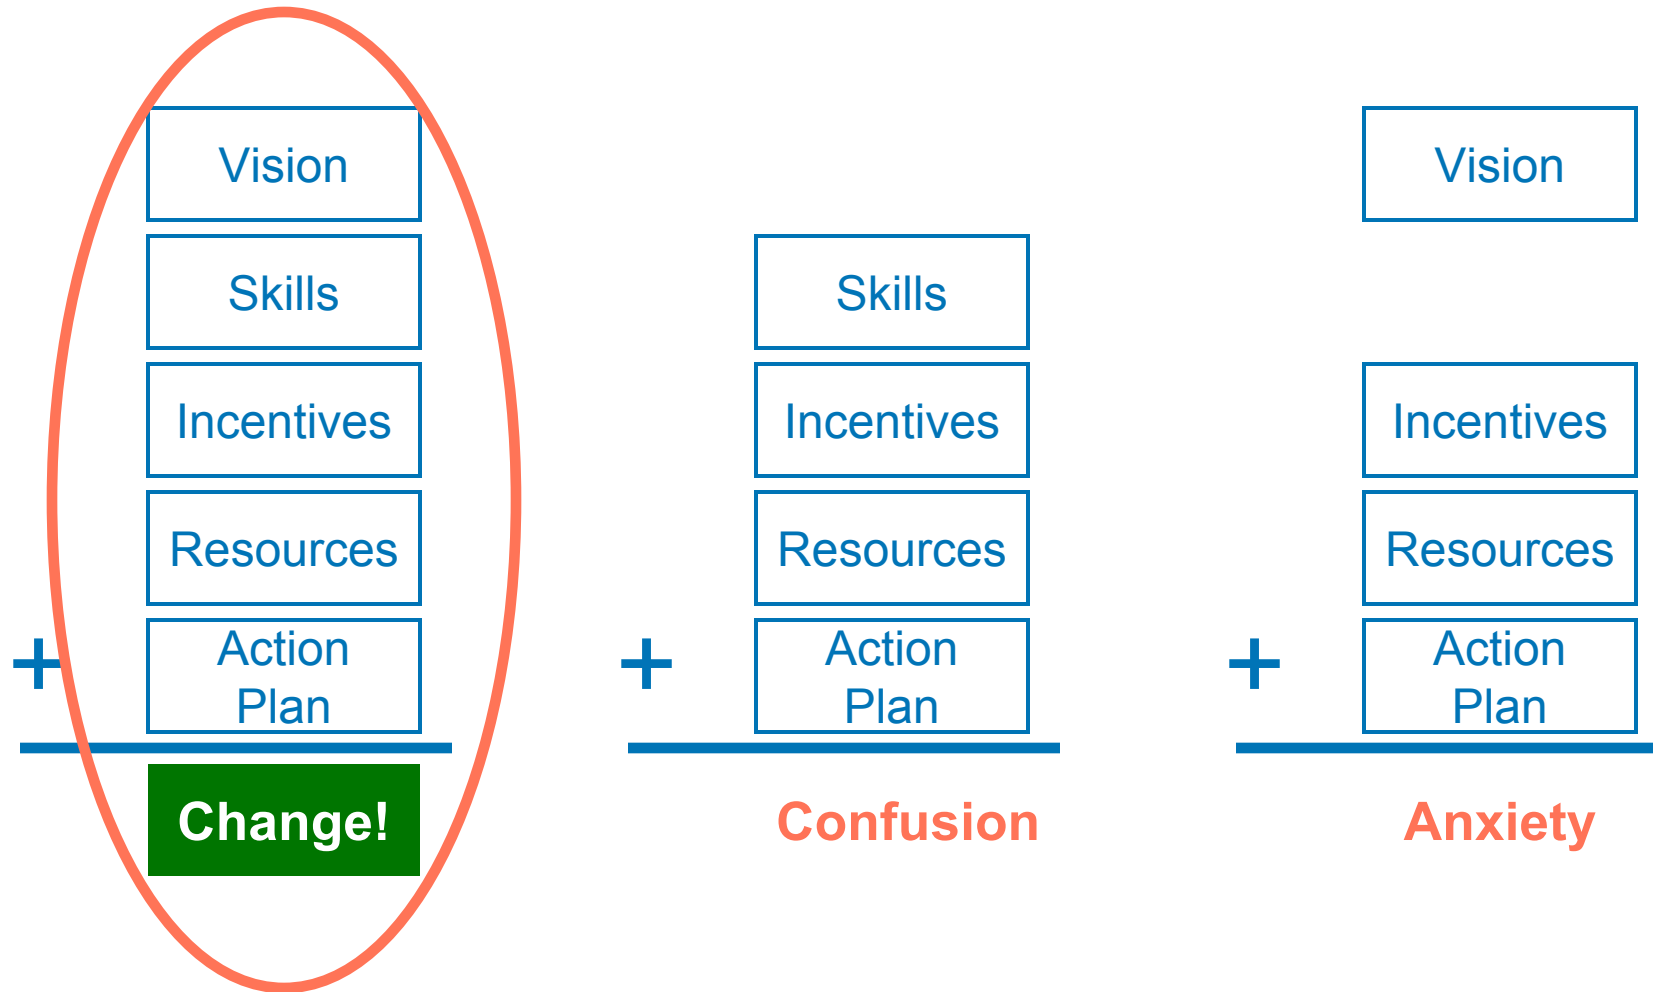 Vision
Skills
Incentives
Resources
+ Action
Plan
Change!
Skills
Incentives
Resources
+ Action
Plan
Confusion
Vision
Incentives
Resources
+ Action
Plan
Anxiety